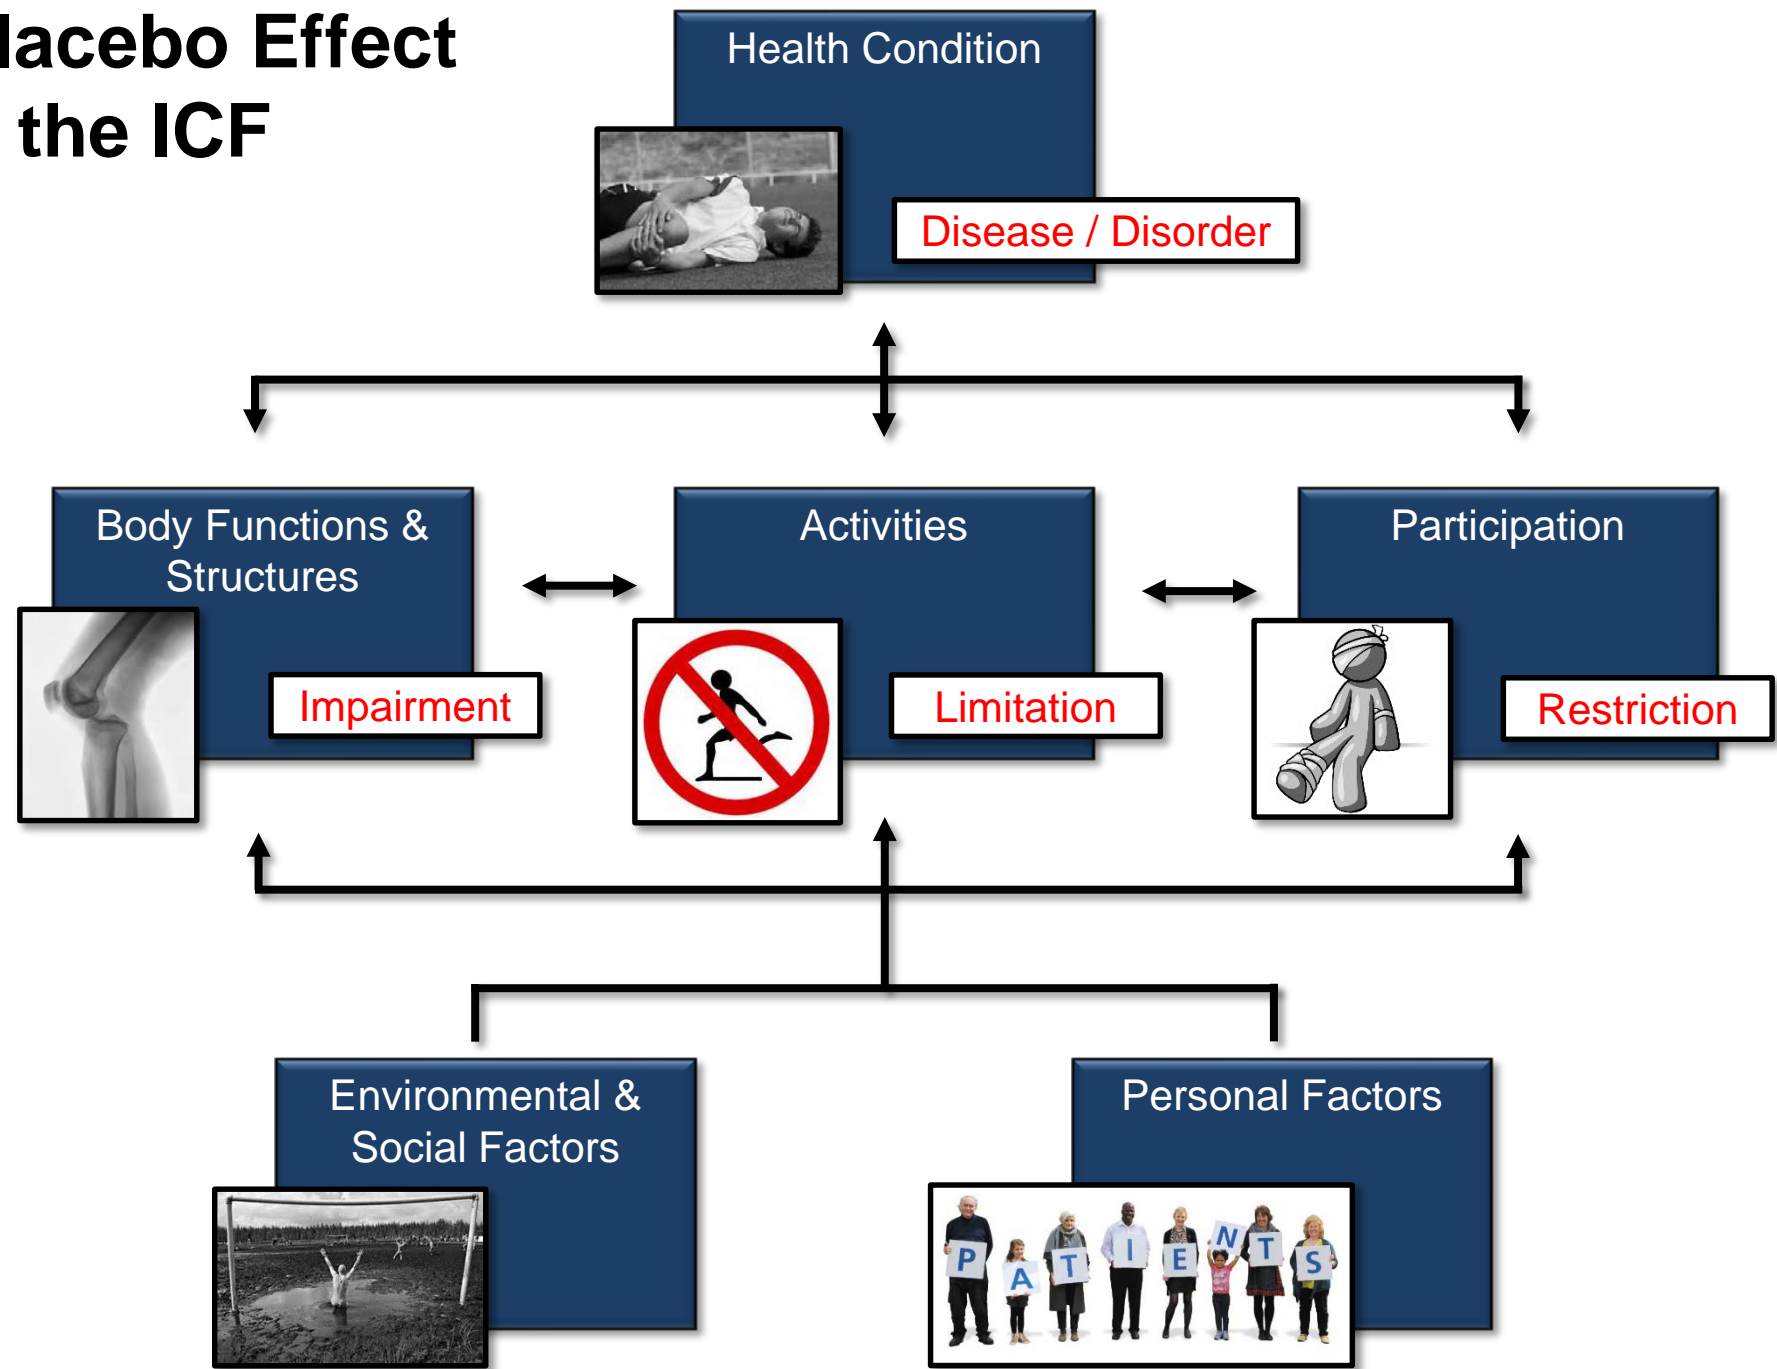 lacebo Effect
the ICF
Health Condition
Disease / Disorder
Body Functions &
Structures
Impairment
Activities
Limitation
Participation
Restriction
Environmental &
Social Factors
Personal Factors
PATIENTS